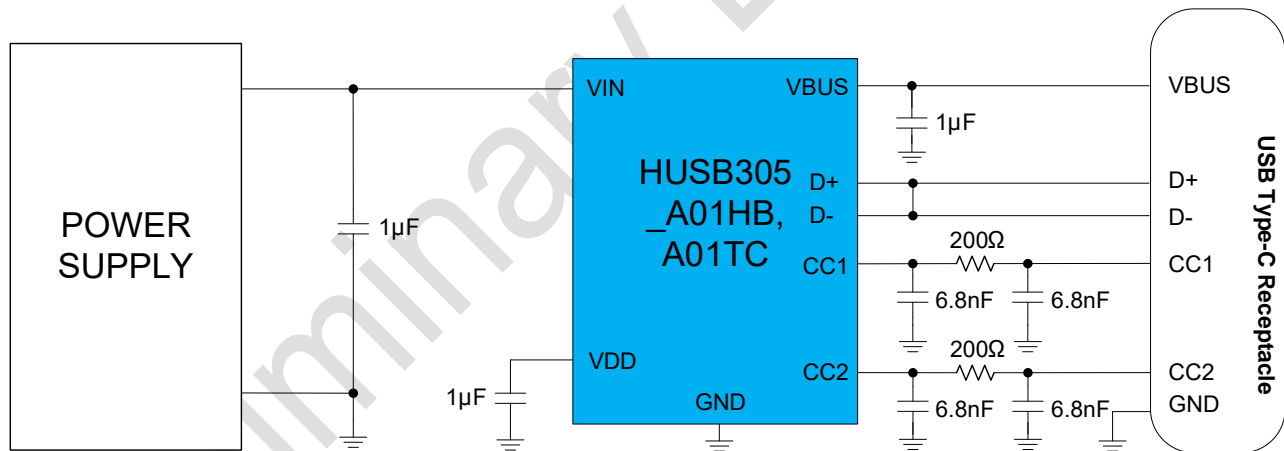 POWER
SUPPLY
1µF
VIN
VBUS
HUSB305
_A01HB,
A01TC
D+
D-
CC1
CC2
VDD
GND
1µF
1µF
200Ω
6.8nF
6.8nF
200Ω
6.8nF
6.8nF
VBUS
D+
D-
CC1
CC2
GND
USB Type-C Receptacle